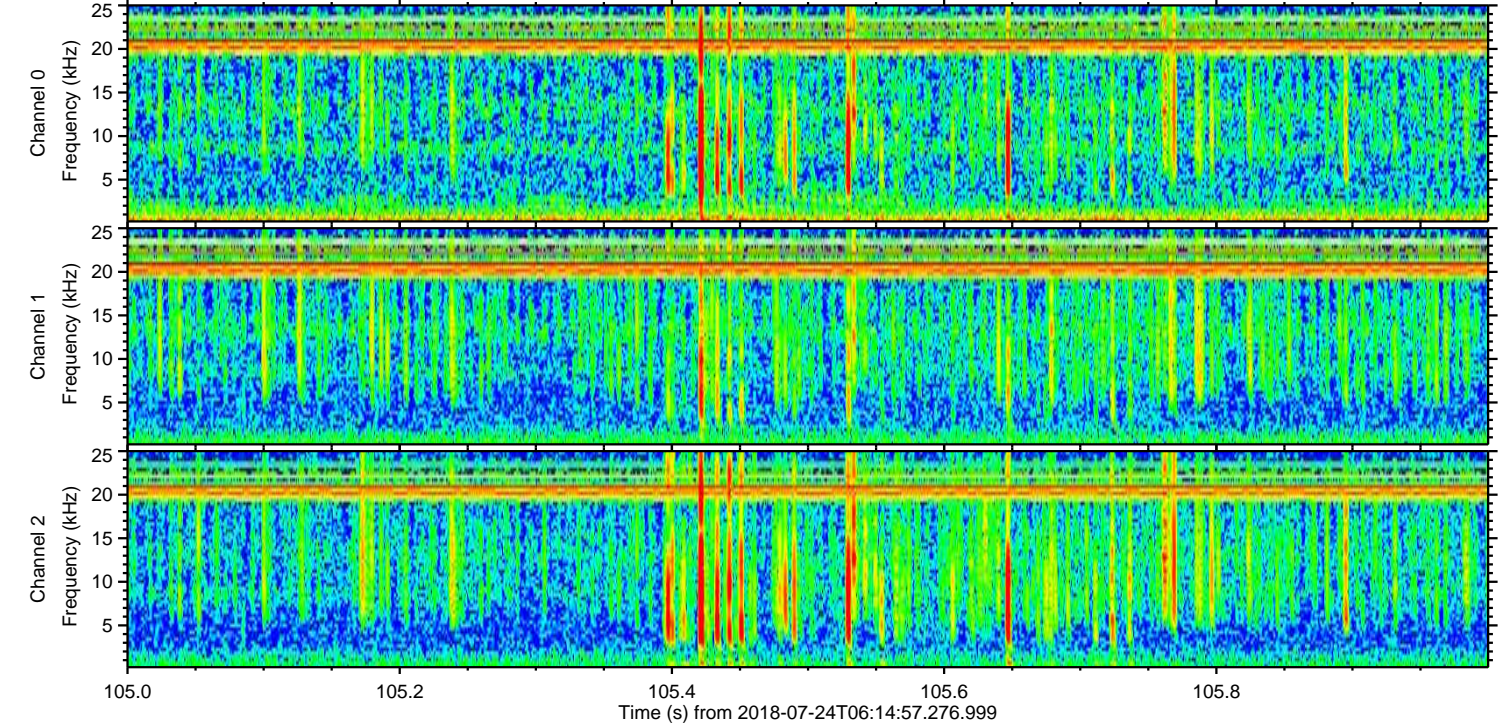 Channel 0
Frequency (kHz)
25
20
15
10
5
Channel 1
Frequency (kHz)
25
20
15
10
5
Channel 2
Frequency (kHz)
25
20
15
10
5
105.0 105.2 105.4 105.6 105.8
Time (s) from 2018-07-24T06:14:57.276.999